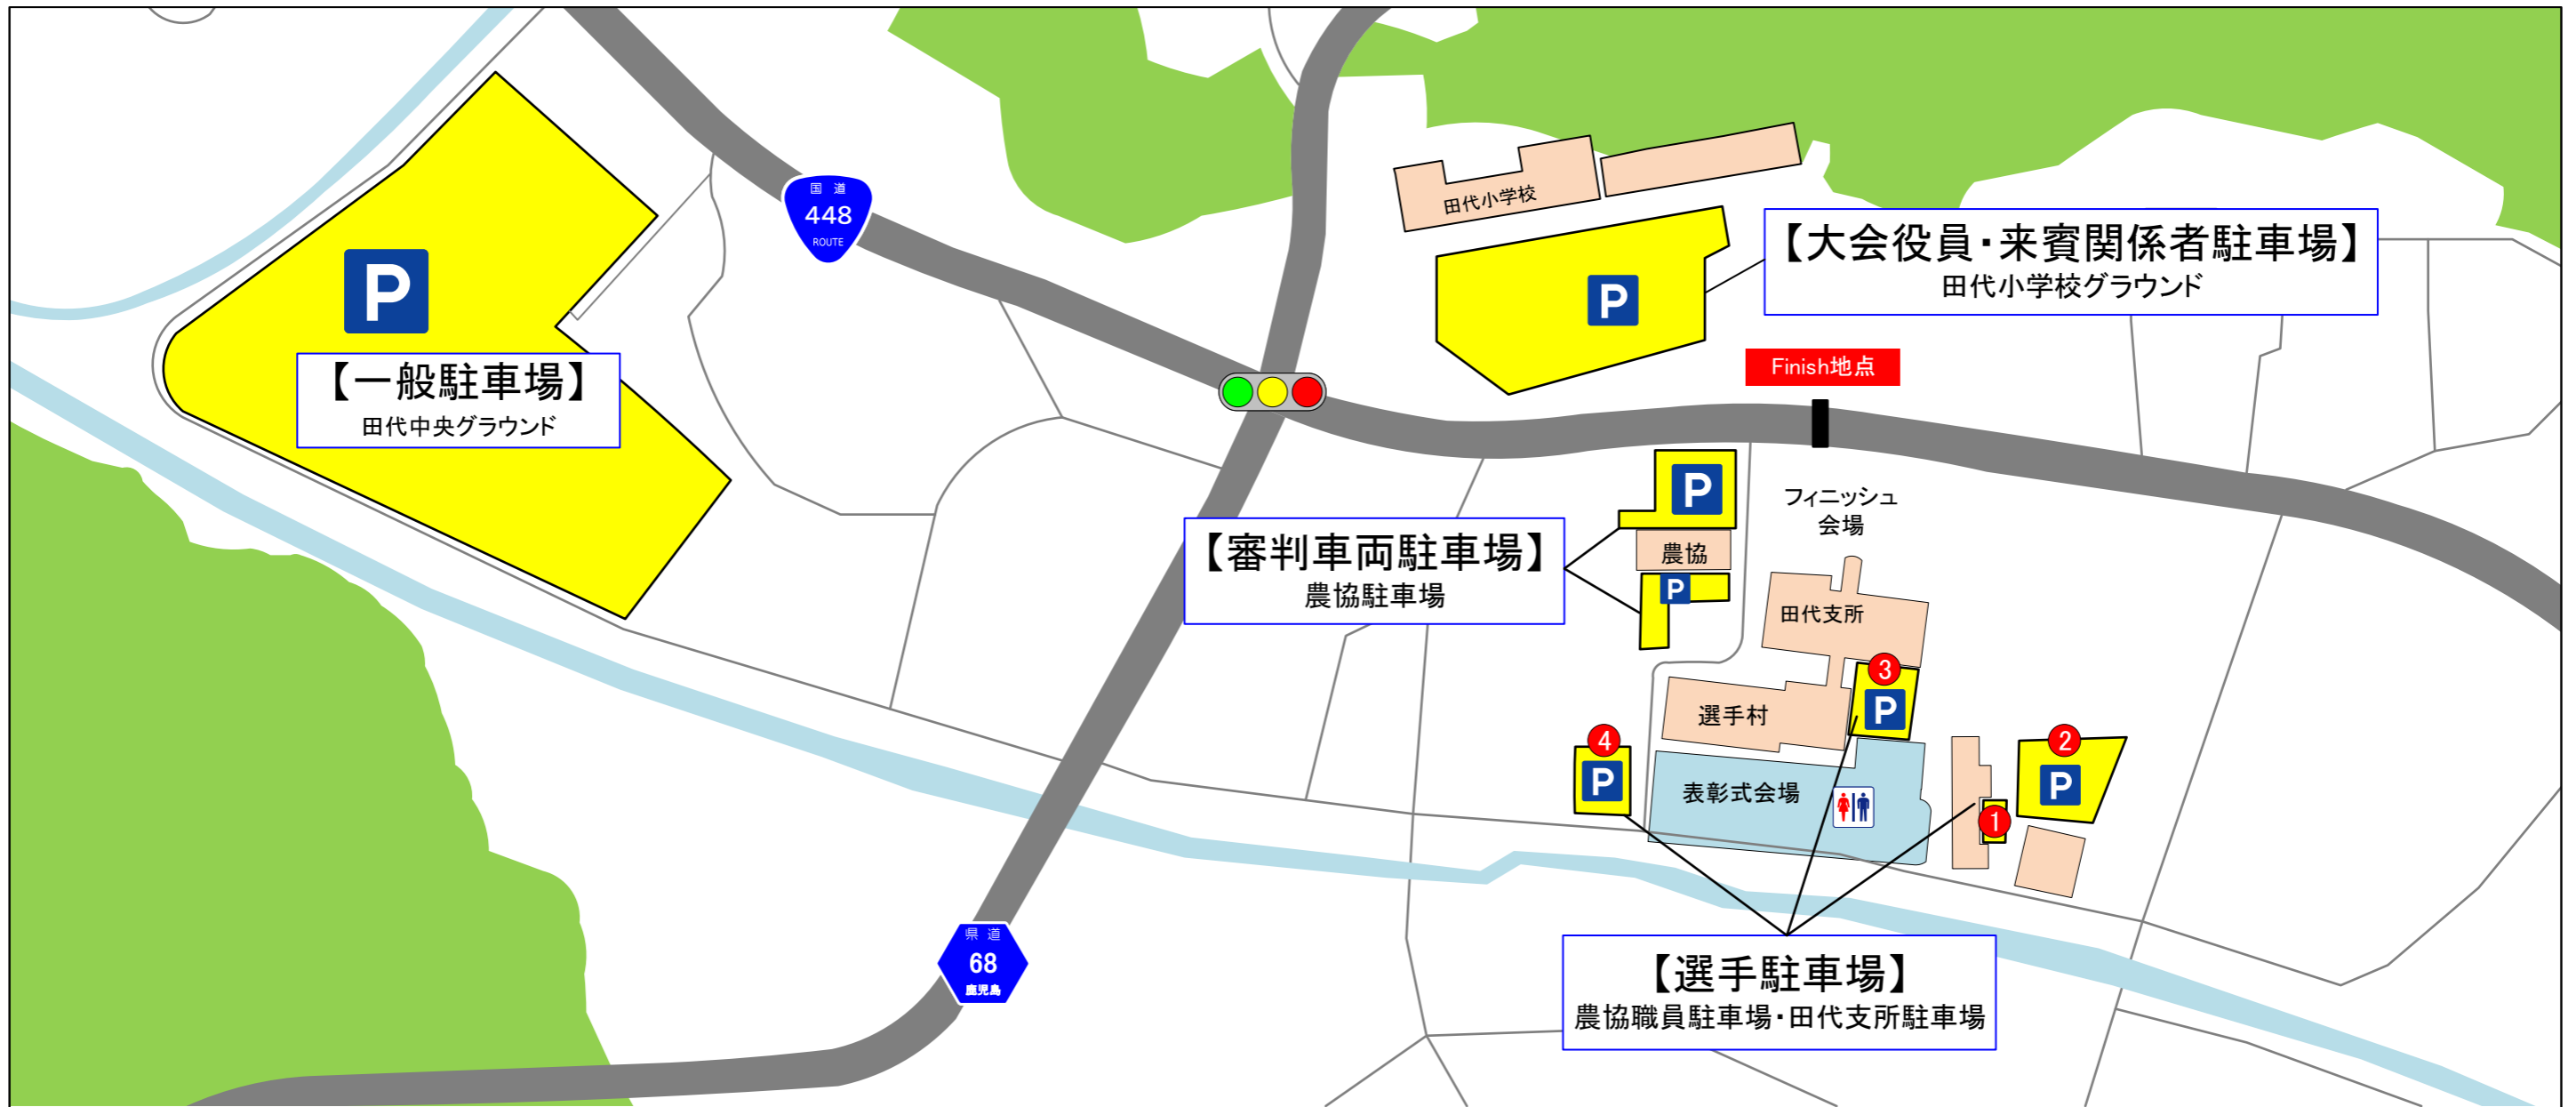 国道
448
ROUTE
田代小学校
【大会役員・来賓関係者駐車場】
田代小学校グラウンド
P
P
【一般駐車場】
田代中央グラウンド
Finish地点
P
フィニッシュ
会場
【審判車両駐車場】
農協駐車場
農協
P
田代支所
3
P
選手村
4
P
2
P
表彰式会場
1
県道
68
鹿児島
【選手駐車場】
農協職員駐車場・田代支所駐車場